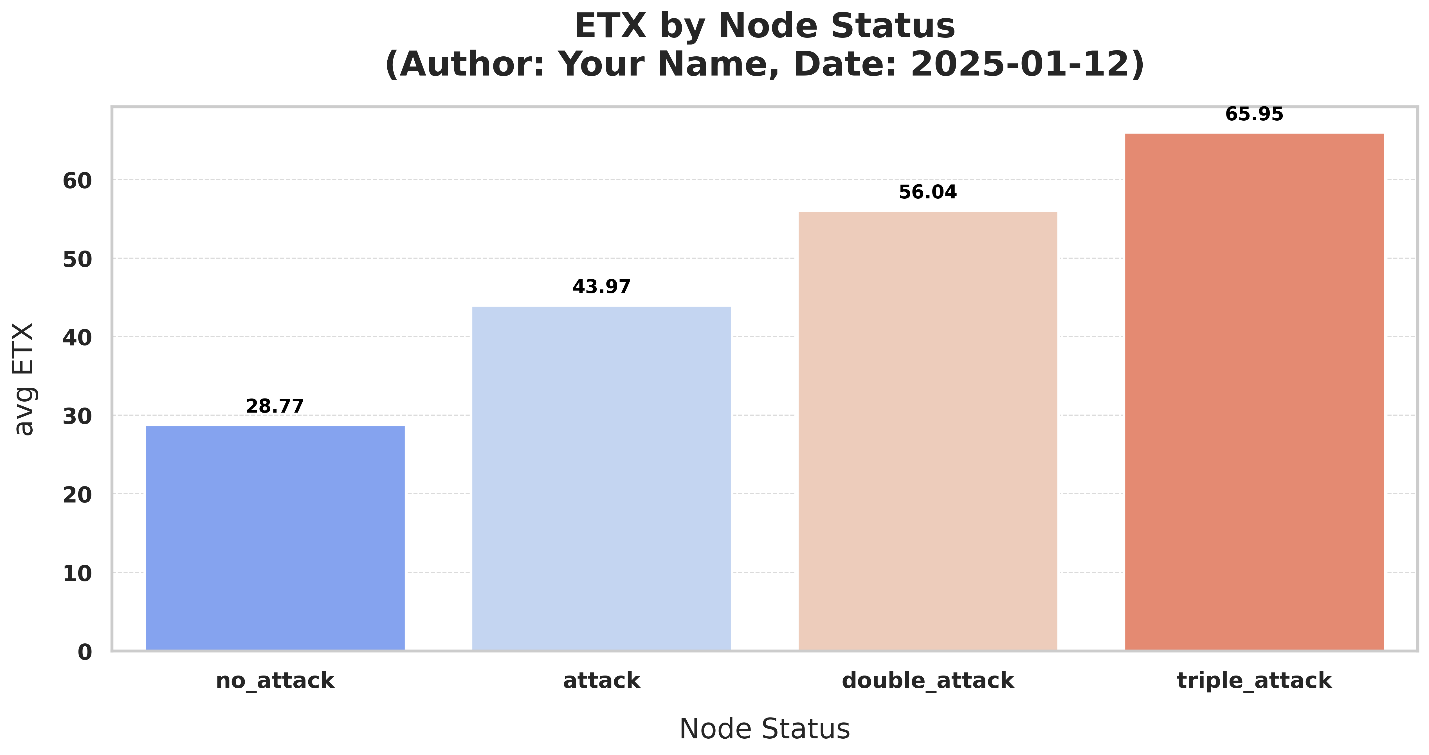 ETX by Node Status
(Author: Your Name, Date: 2025-01-12)
65.95
60
56.04
50
43.97
40
avg ETX
30
28.77
20
10
0
no_attack
attack
double_attack
triple_attack
Node Status